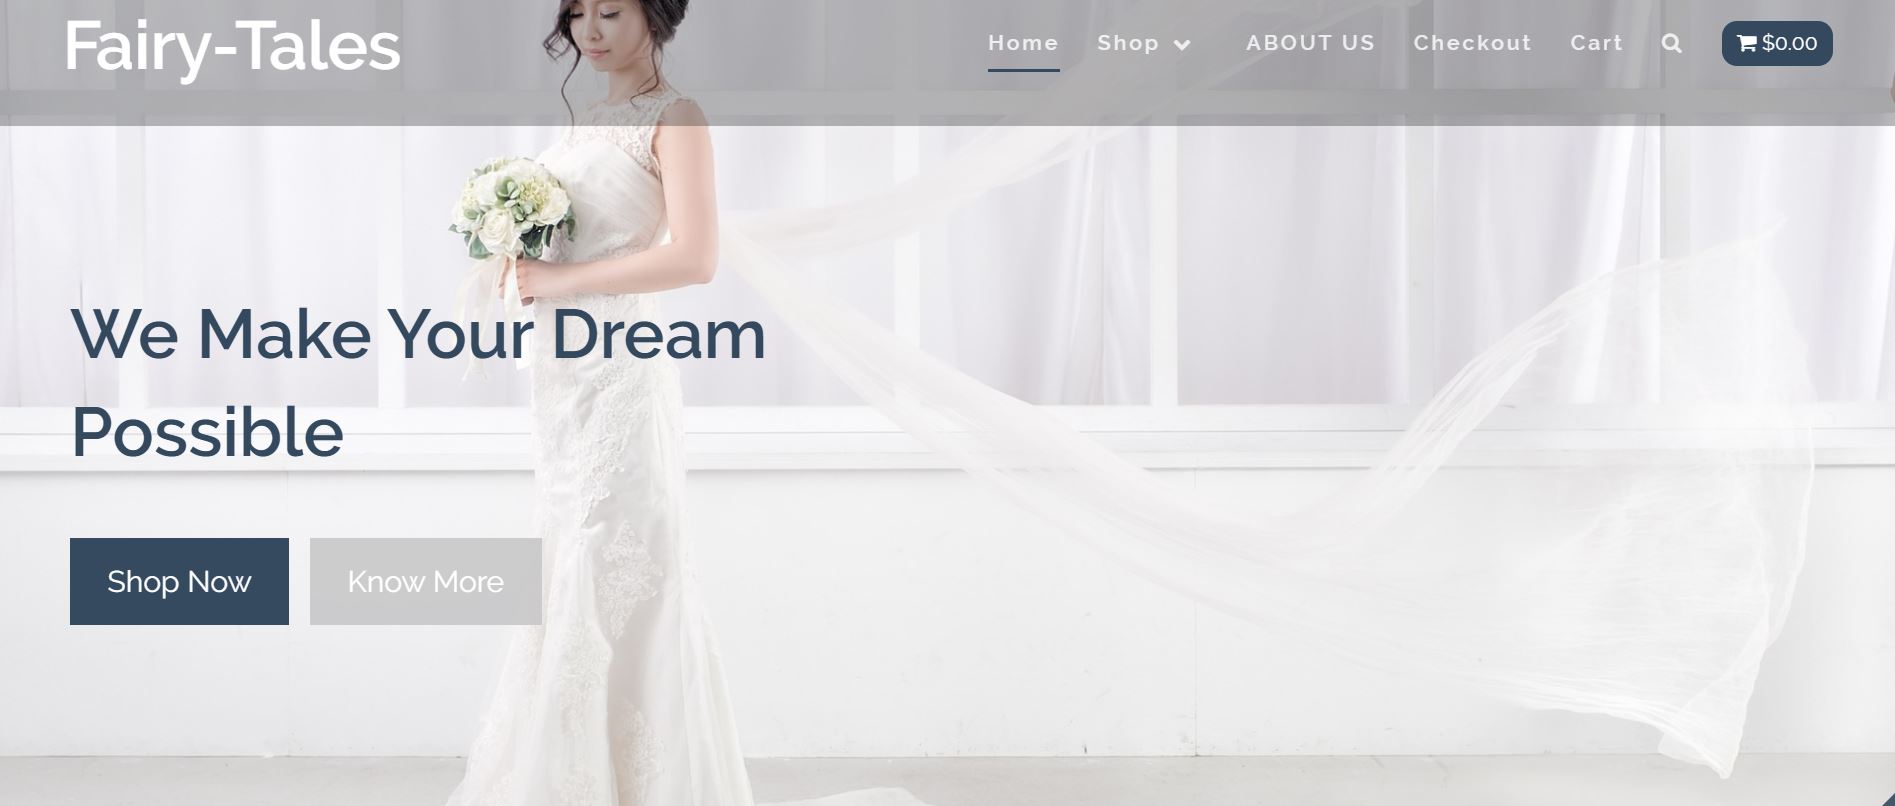 Fairy-Tales
Home Shop ABOUT US Checkout Cart $0.00
We Make Your Dream
Possible
Shop Now Know More